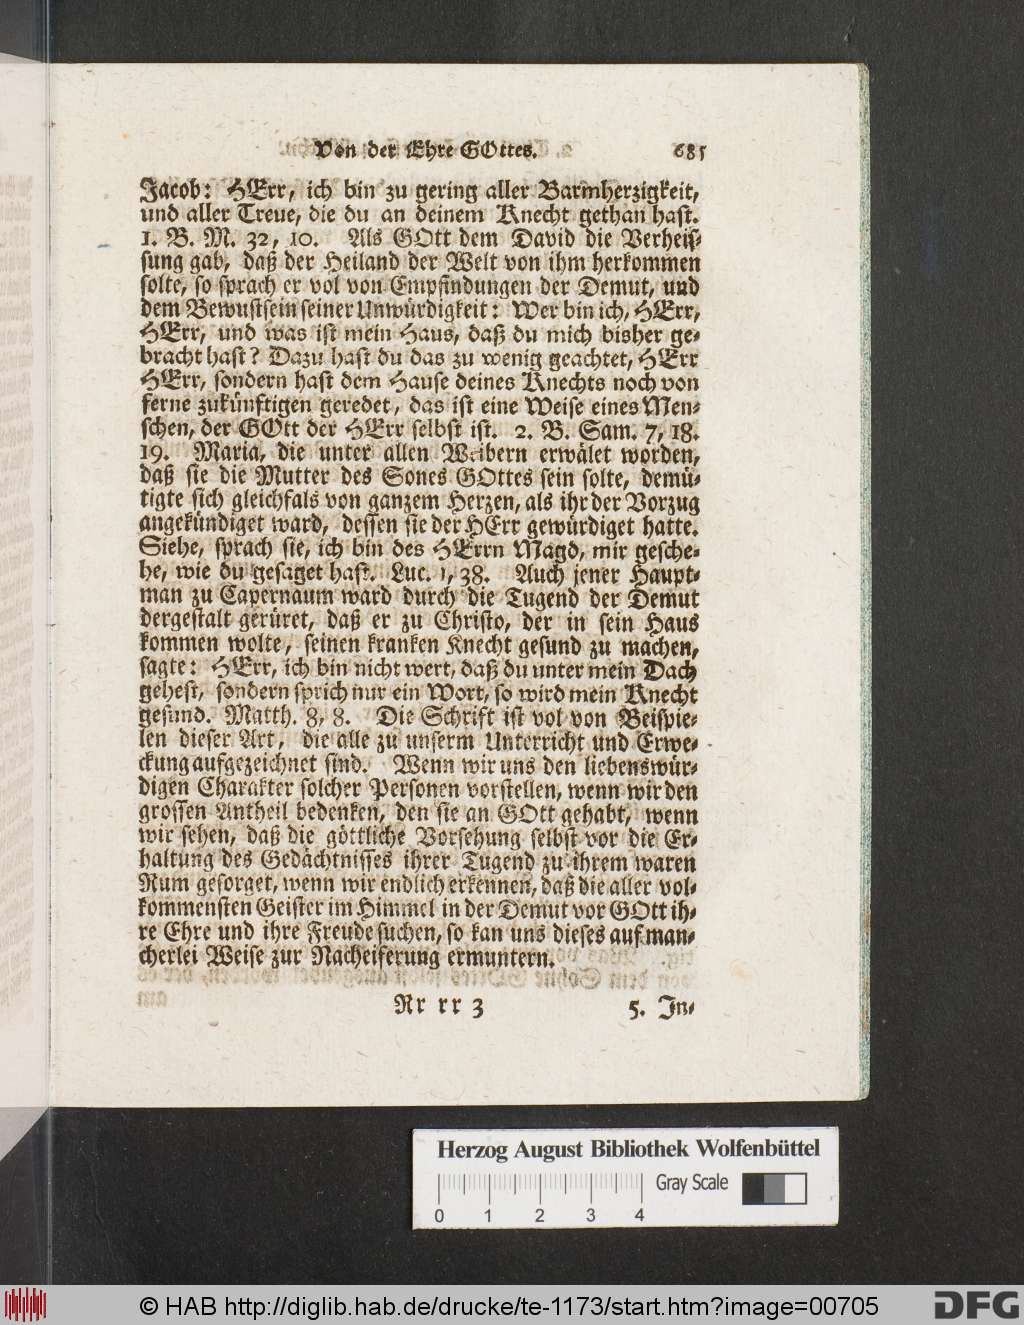 Von der Ehre GOttes. 685
Jacob: HErr, ich bin zu gering aller Barmherzigkeit,
und aller Treue, die du an deinem Knecht gethan hast.
1. B. M. 32, 10. Als GOtt dem David die Verheis-
sung gab, daß der Heiland der Welt von ihm herkommen
solte, so sprach er vol von Empfindungen der Demut, und
dem Bewustsein seiner Unwürdigkeit: Wer bin ich, HErr,
HErr, und was ist mein Haus, daß du mich bisher ge-
bracht hast? Dazu hast du das zu wenig geachtet, HErr
HErr, sondern hast dem Hause deines Knechts noch von
ferne zukünftigen geredet, das ist eine Weise eines Men-
schen, der GOtt der HErr selbst ist. 2. B. Sam. 7, 18.
19. Maria, die unter allen Weibern erwälet worden,
daß sie die Mutter des Sones GOttes sein solte, demü-
tigte sich gleichfals von ganzem Herzen, als ihr der Vorzug
angekündiget ward, dessen sie der HErr gewürdiget hatte.
Siehe, sprach sie, ich bin des HErrn Magd, mir gesche-
he, wie du gesaget hast. Luc. 1, 38. Auch jener Haupt-
man zu Capernaum ward durch die Tugend der Demut
dergestalt gerüret, daß er zu Christo, der in sein Haus
kommen wolte, seinen kranken Knecht gesund zu machen,
sagte: HErr, ich bin nicht wert, daß du unter mein Dach
gehest, sondern sprich nur ein Wort, so wird mein Knecht
gesund. Matth. 8, 8. Die Schrift ist vol von Beispie-
len dieser Art, die alle zu unserm Unterricht und Erwe-
ckung aufgezeichnet sind. Wenn wir uns den liebenswür-
digen Charakter solcher Personen vorstellen, wenn wir den
grossen Antheil bedenken, den sie an GOtt gehabt, wenn
wir sehen, daß die göttliche Vorsehung selbst vor die Er-
haltung des Gedächtnisses ihrer Tugend zu ihrem waren
Rum gesorget, wenn wir endlich erkennen, daß die aller vol-
kommensten Geister im Himmel in der Demut vor GOtt ih-
re Ehre und ihre Freude suchen, so kan uns dieses auf man-
cherlei Weise zur Nacheiferung ermuntern.
Rr rr 3 5. In-
Herzog August Bibliothek Wolfenbüttel
Gray Scale
0 1 2 3 4
© HAB http://diglib.hab.de/drucke/te-1173/start.htm?image=00705
DFG